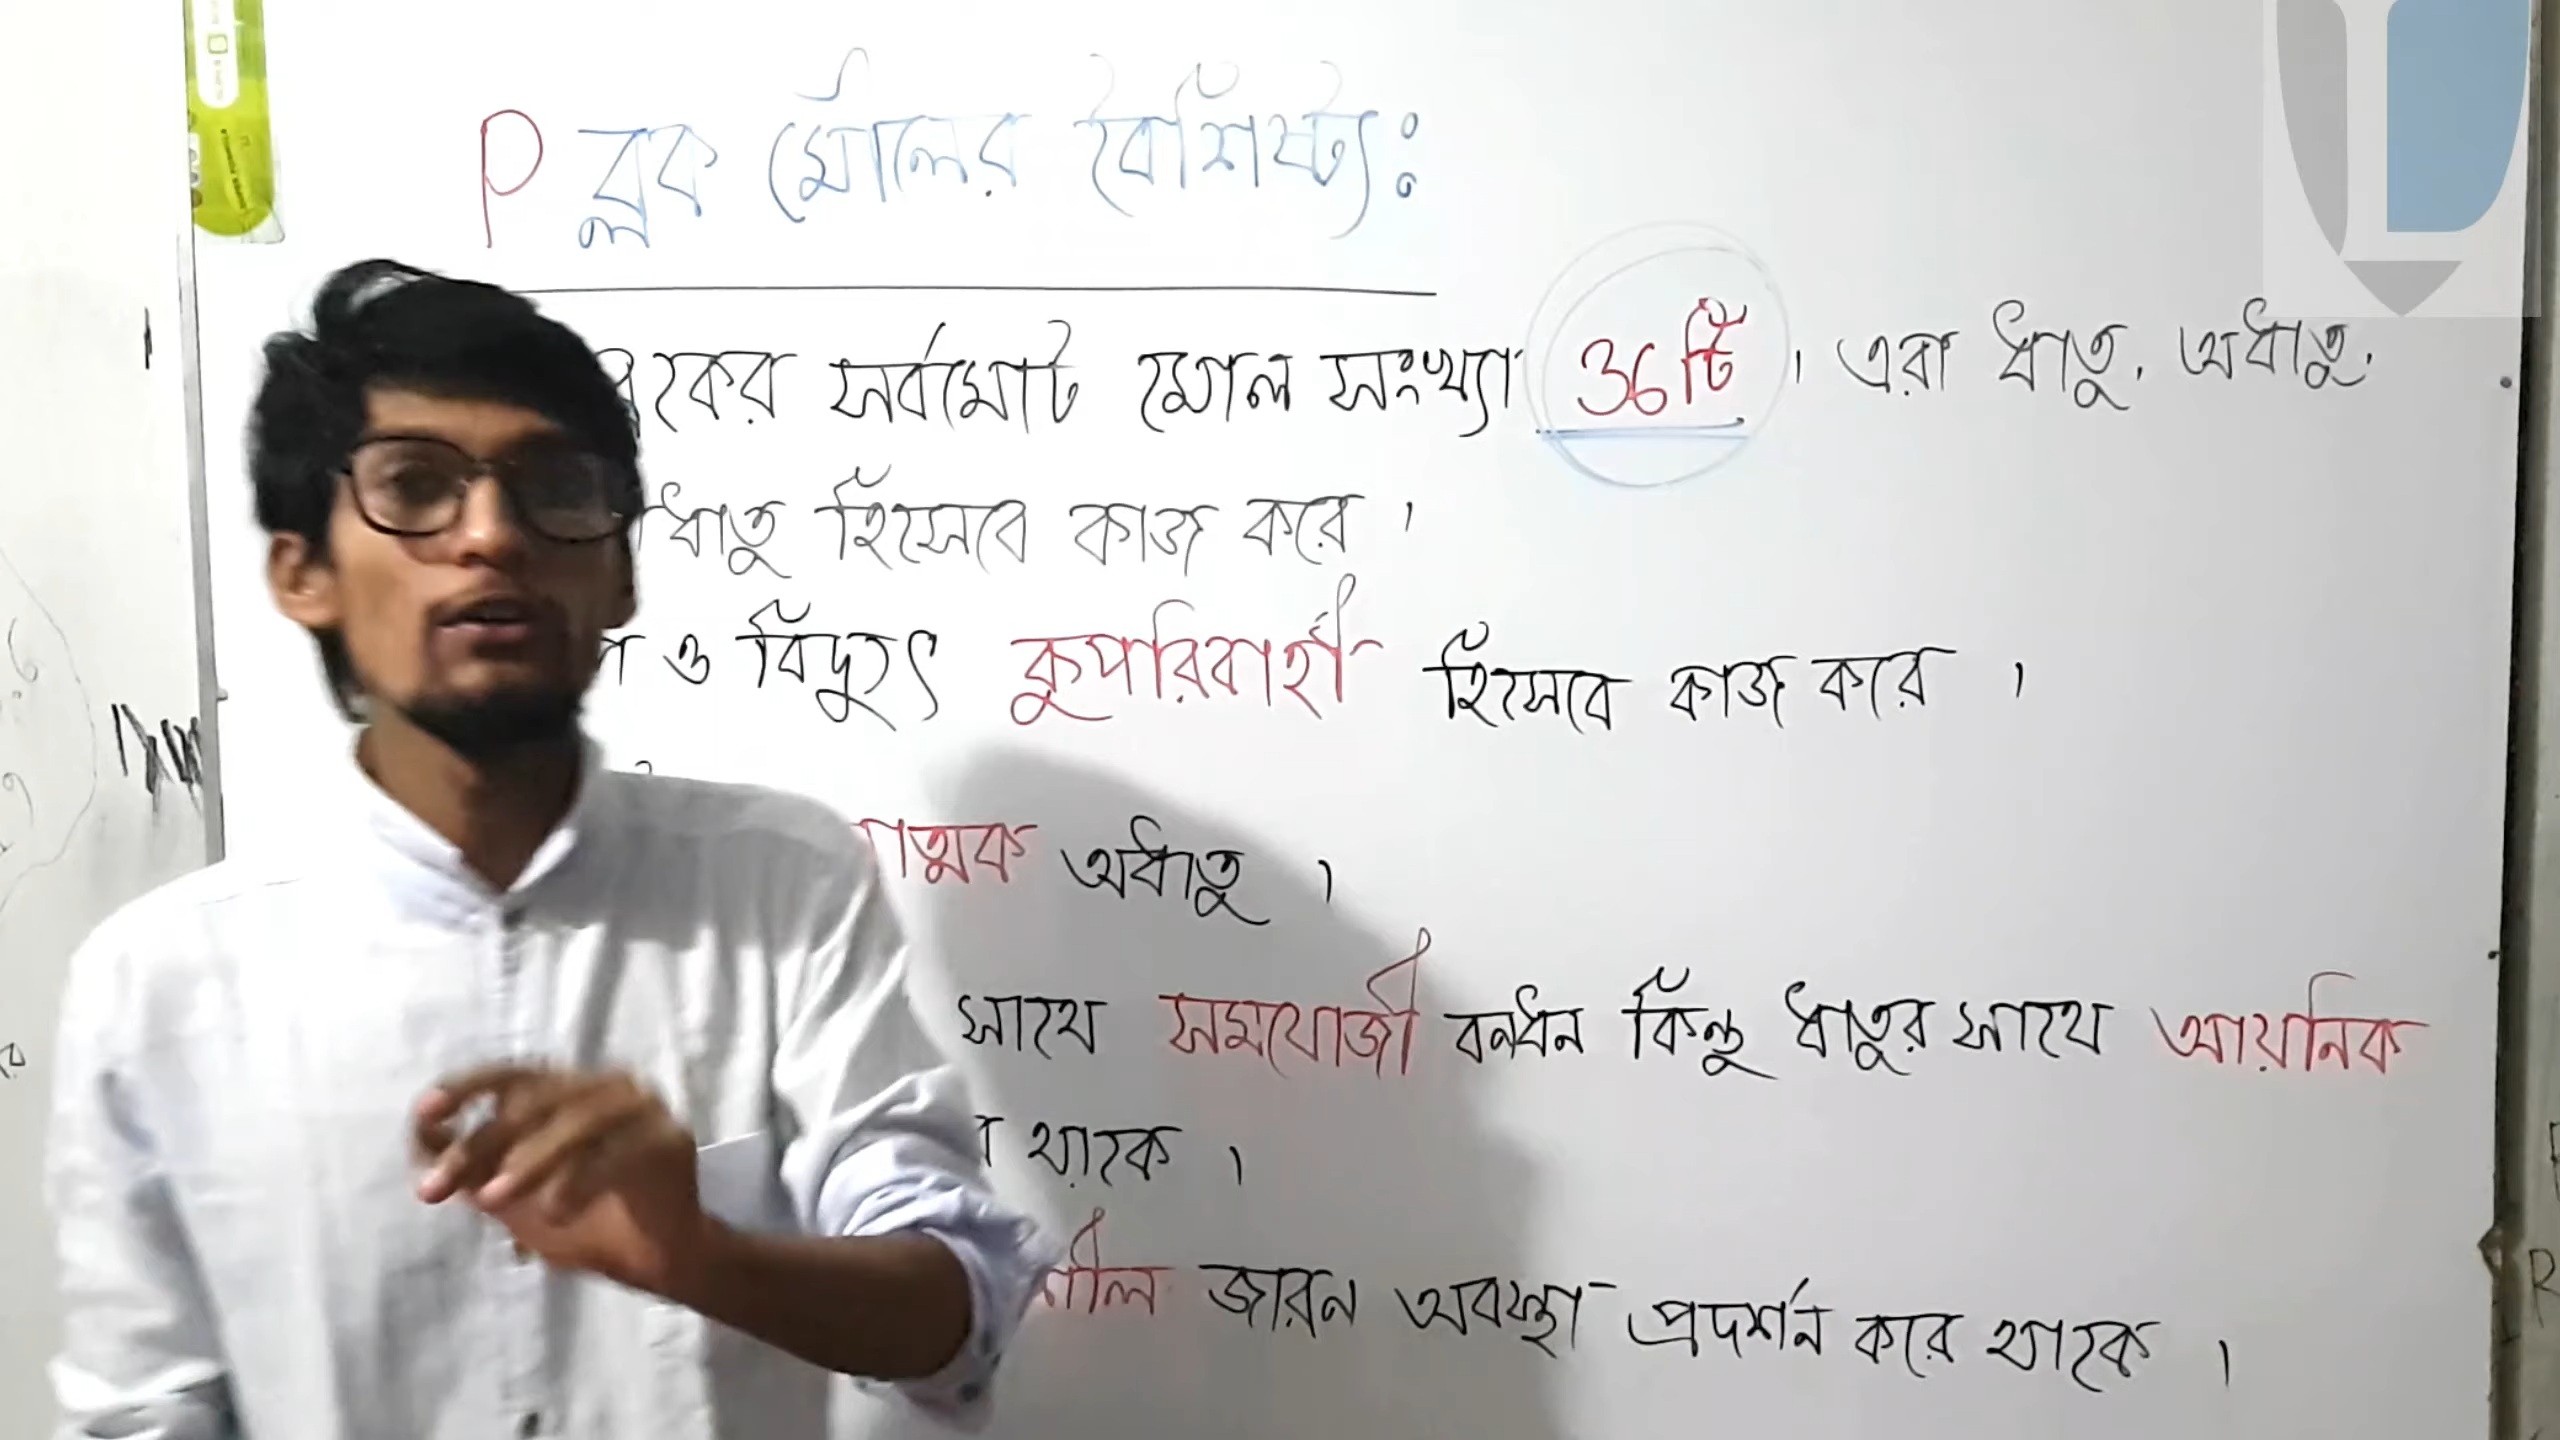 P ব্লক মৌলের বৈশিষ্ট্যঃ
সর্বমোট মৌল সংখ্যা 36টি । এরা ধাতু, অধাতু,
ধাতু হিসেবে কাজ করে ।
ও বিদ্যুৎ কুপরিবাহী হিসেবে কাজ করে ।
অধাতু ।
সাথে সমযোজী বন্ধন কিন্তু ধাতুর সাথে আয়নিক
থাকে ।
জারন অবস্থা প্রদর্শন করে থাকে ।